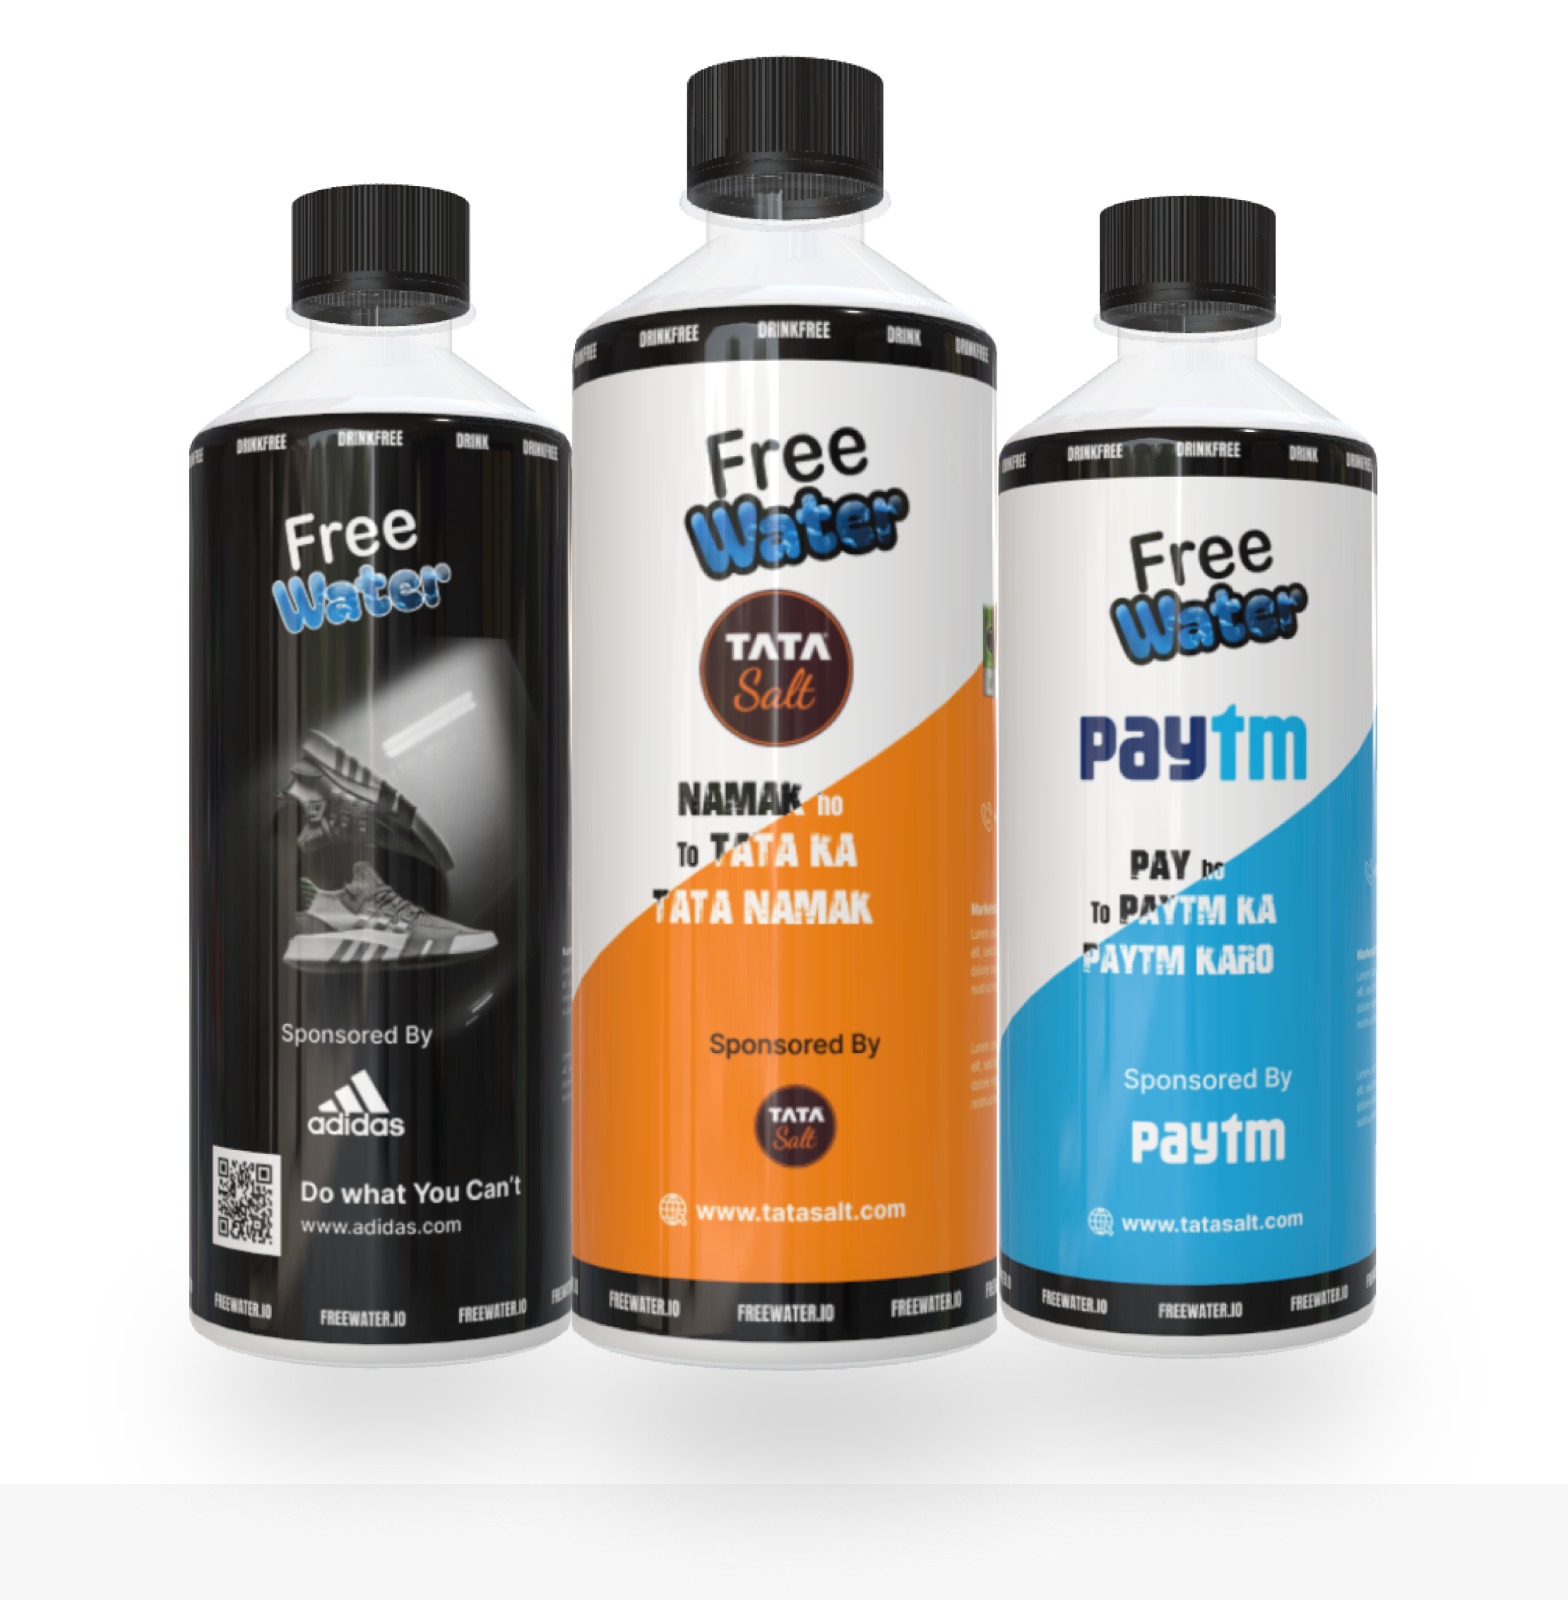 DRINKFREE DRINKFREE DRINK DRINKFREE
Free
Water
Sponsored By
adidas
Do what You Can't
www.adidas.com
FREEWATER.IO FREEWATER.IO FREEWATER.IO
DRINKFREE DRINKFREE DRINK DRINKFREE
Free
Water
TATA
Salt
NAMAK ho
To TATA KA
TATA NAMAK
Sponsored By
TATA
Salt
www.tatasalt.com
FREEWATER.IO FREEWATER.IO FREEWATER.IO
DRINKFREE DRINKFREE DRINK
Free
Water
paytm
PAY ho
To PAYTM KA
PAYTM KARO
Sponsored By
paytm
www.tatasalt.com
FREEWATER.IO FREEWATER.IO FREEWATER.IO